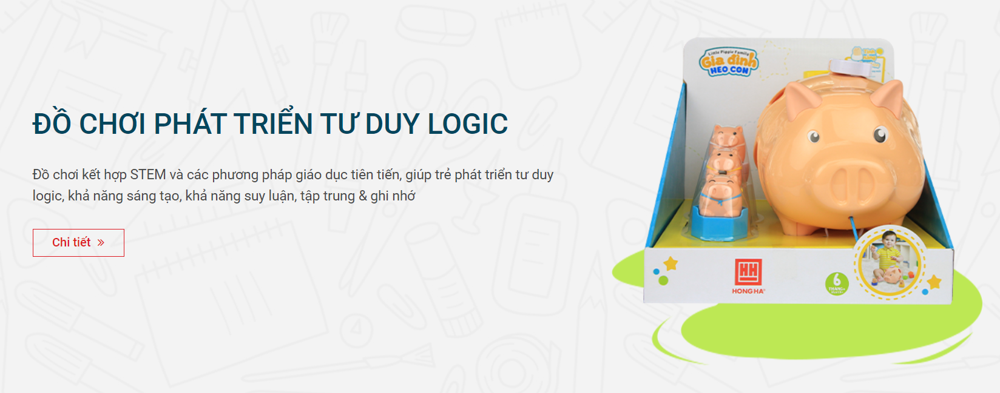 ĐỒ CHƠI PHÁT TRIỂN TƯ DUY LOGIC
Đồ chơi kết hợp STEM và các phương pháp giáo dục tiên tiến, giúp trẻ phát triển tư duy
logic, khả năng sáng tạo, khả năng suy luận, tập trung & ghi nhớ
Chi tiết »
Little Piggie Family
Gia đình
HEO CON
HH
HONG HA®
6
THÁNG+